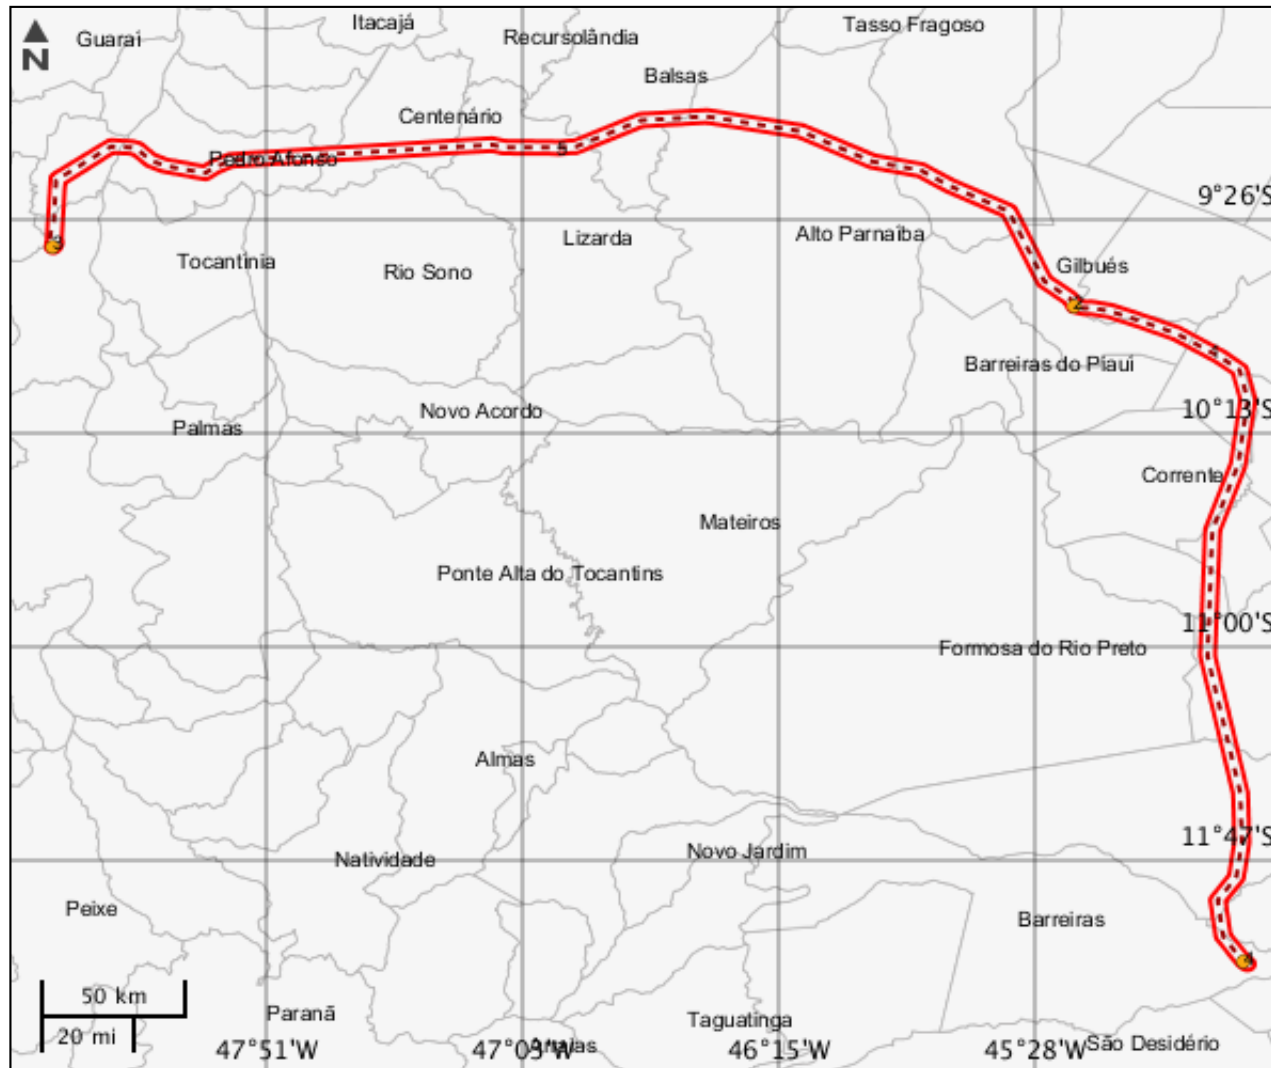 Itacajá
Tasso Fragoso
Guaraí
Recursolândia
N
Balsas
Centenário
5
Pedro Afonso
9°26'S
Alto Parnaíba
3
Lizarda
Tocantínia
Gilbués
Rio Sono
2
Barreiras do Piauí
10°13'S
Novo Acordo
Palmas
Corrente
Mateiros
Ponte Alta do Tocantins
11°00'S
Formosa do Rio Preto
Almas
11°47'S
Novo Jardim
Natividade
Peixe
Barreiras
50 km
Paranã
Taguatinga
20 mi
47°51'W
47°03'W
46°15'W
45°28'W
São Desidério